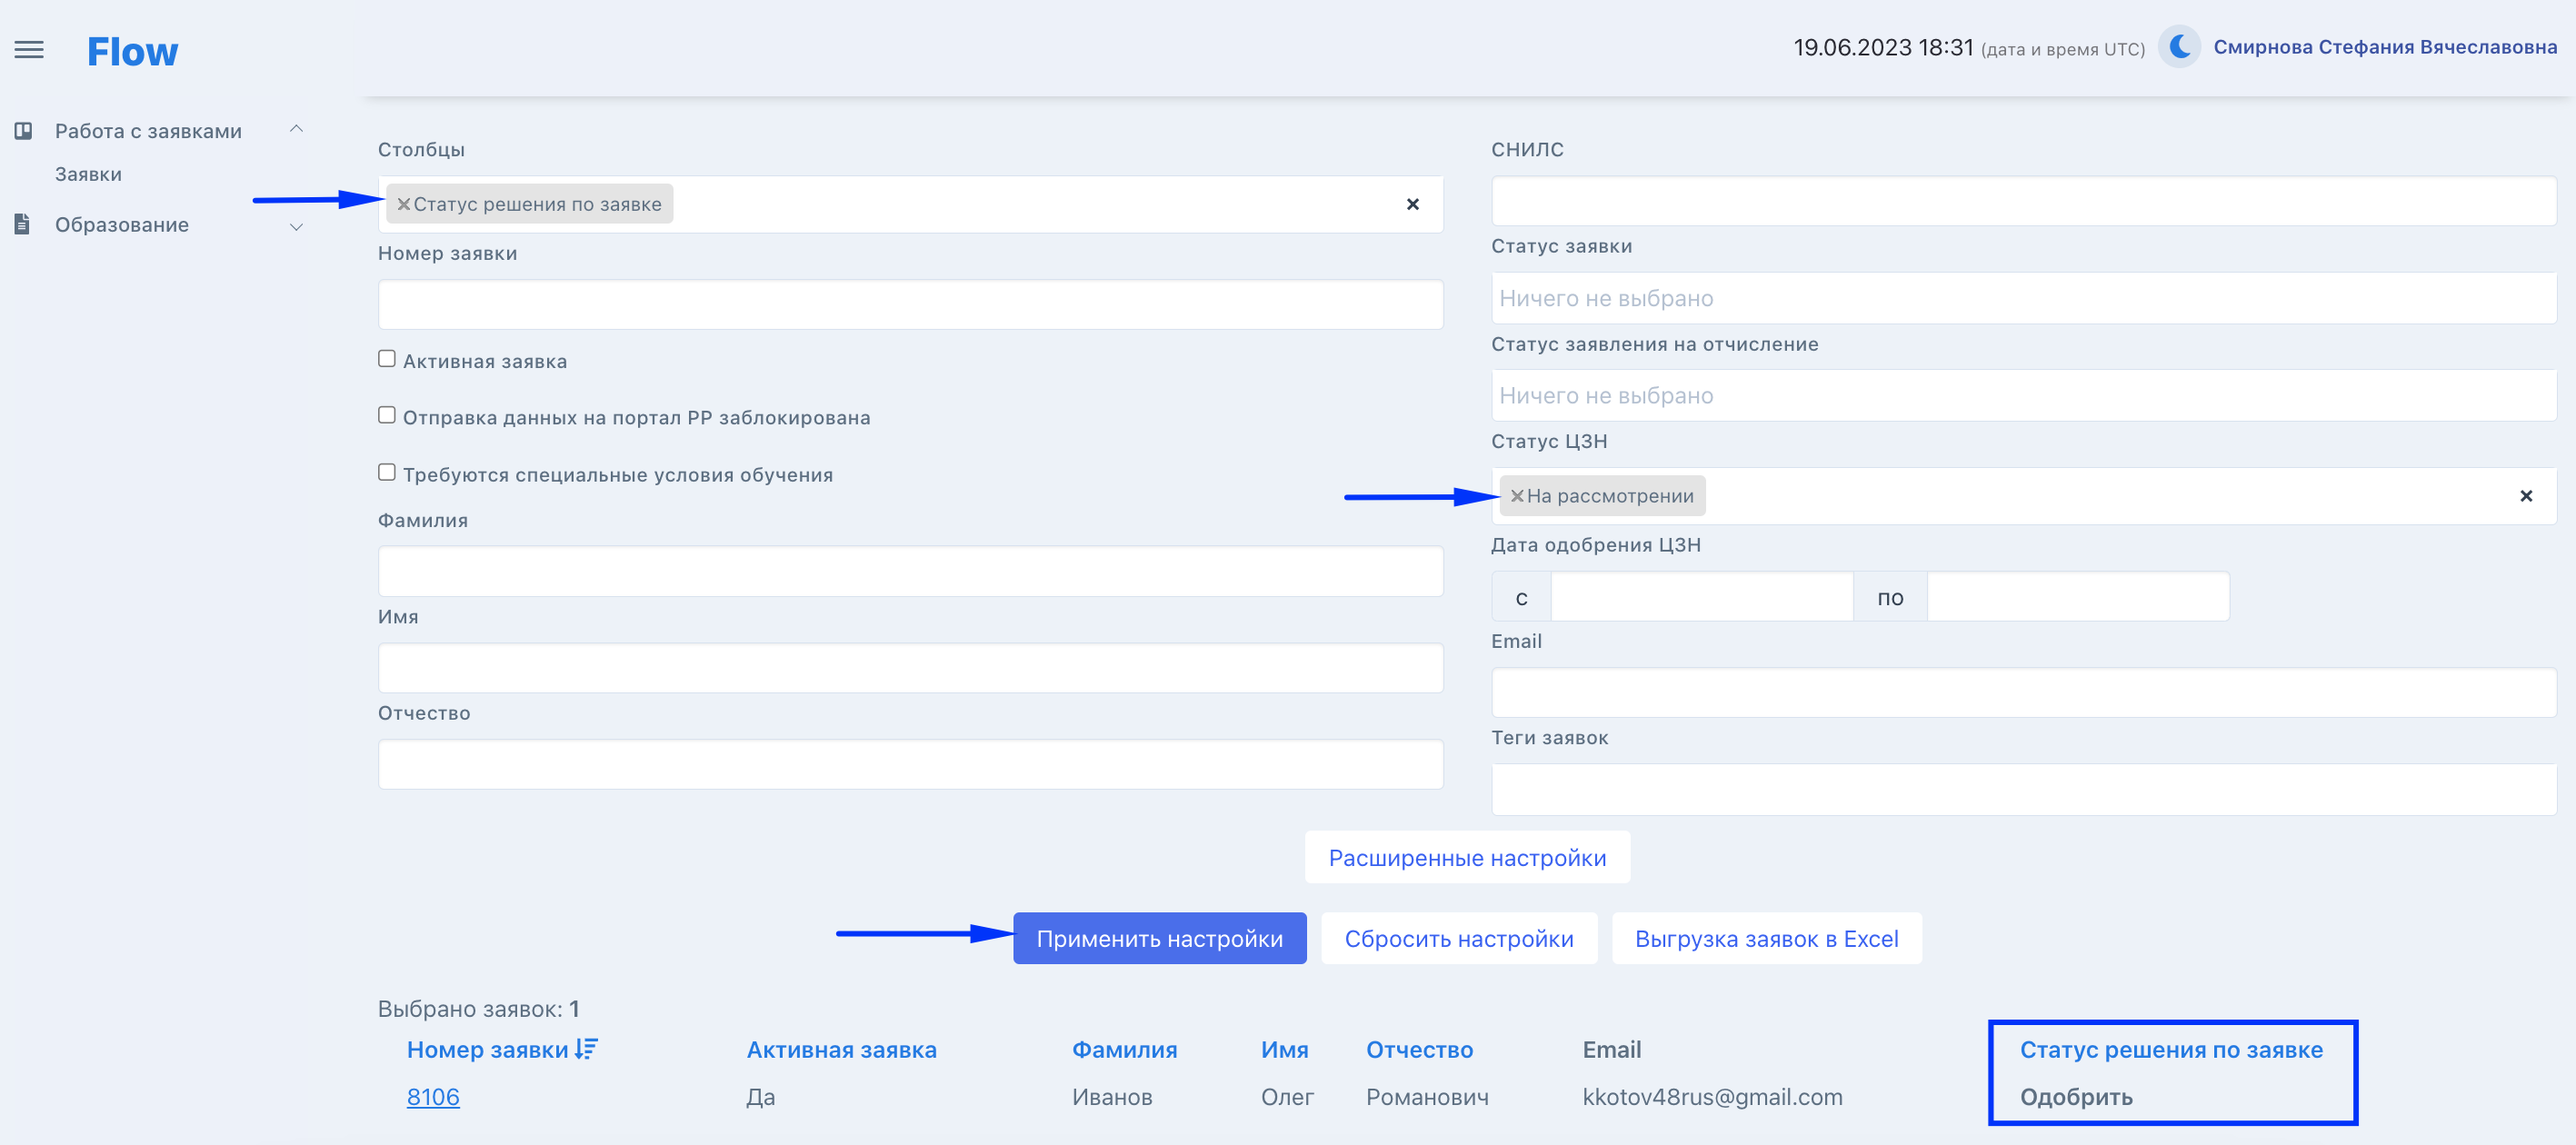 Flow
19.06.2023 18:31 (дата и время UTC)
Смирнова Стефания Вячеславовна
Работа с заявками
Заявки
Образование
Столбцы
×Статус решения по заявке ×
Номер заявки
Активная заявка
Отправка данных на портал РР заблокирована
Требуются специальные условия обучения
Фамилия
Имя
Отчество
СНИЛС
Статус заявки
Ничего не выбрано
Статус заявления на отчисление
Ничего не выбрано
Статус ЦЗН
×На рассмотрении ×
Дата одобрения ЦЗН
с по
Email
Теги заявок
Расширенные настройки
Применить настройки Сбросить настройки Выгрузка заявок в Excel
Выбрано заявок: 1
Номер заявки Активная заявка Фамилия Имя Отчество Email Статус решения по заявке
8106 Да Иванов Олег Романович kkotov48rus@gmail.com Одобрить